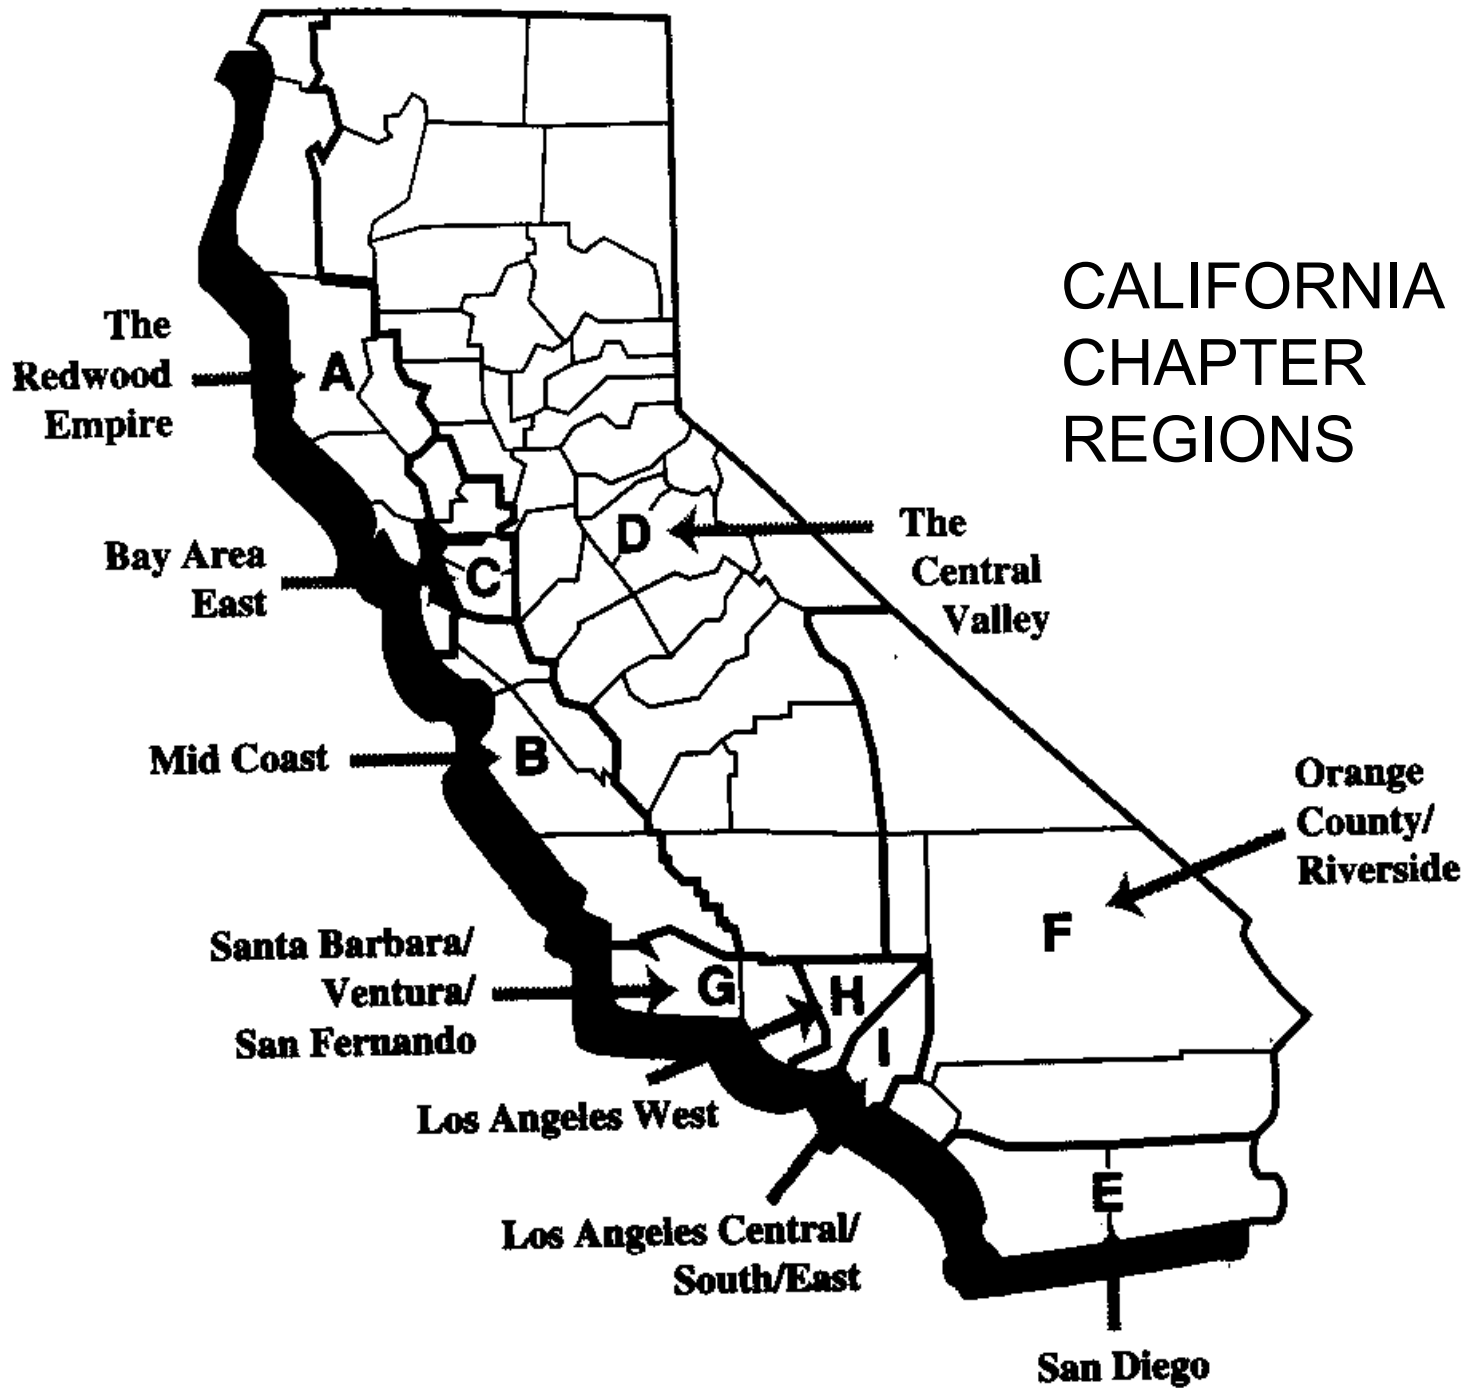 CALIFORNIA
CHAPTER
REGIONS
The
Redwood
Empire
A
Bay Area
East
C
D
The
Central
Valley
Mid Coast
B
Orange
County/
Riverside
F
Santa Barbara/
Ventura/
San Fernando
G
H
I
Los Angeles West
Los Angeles Central/
South/East
E
San Diego